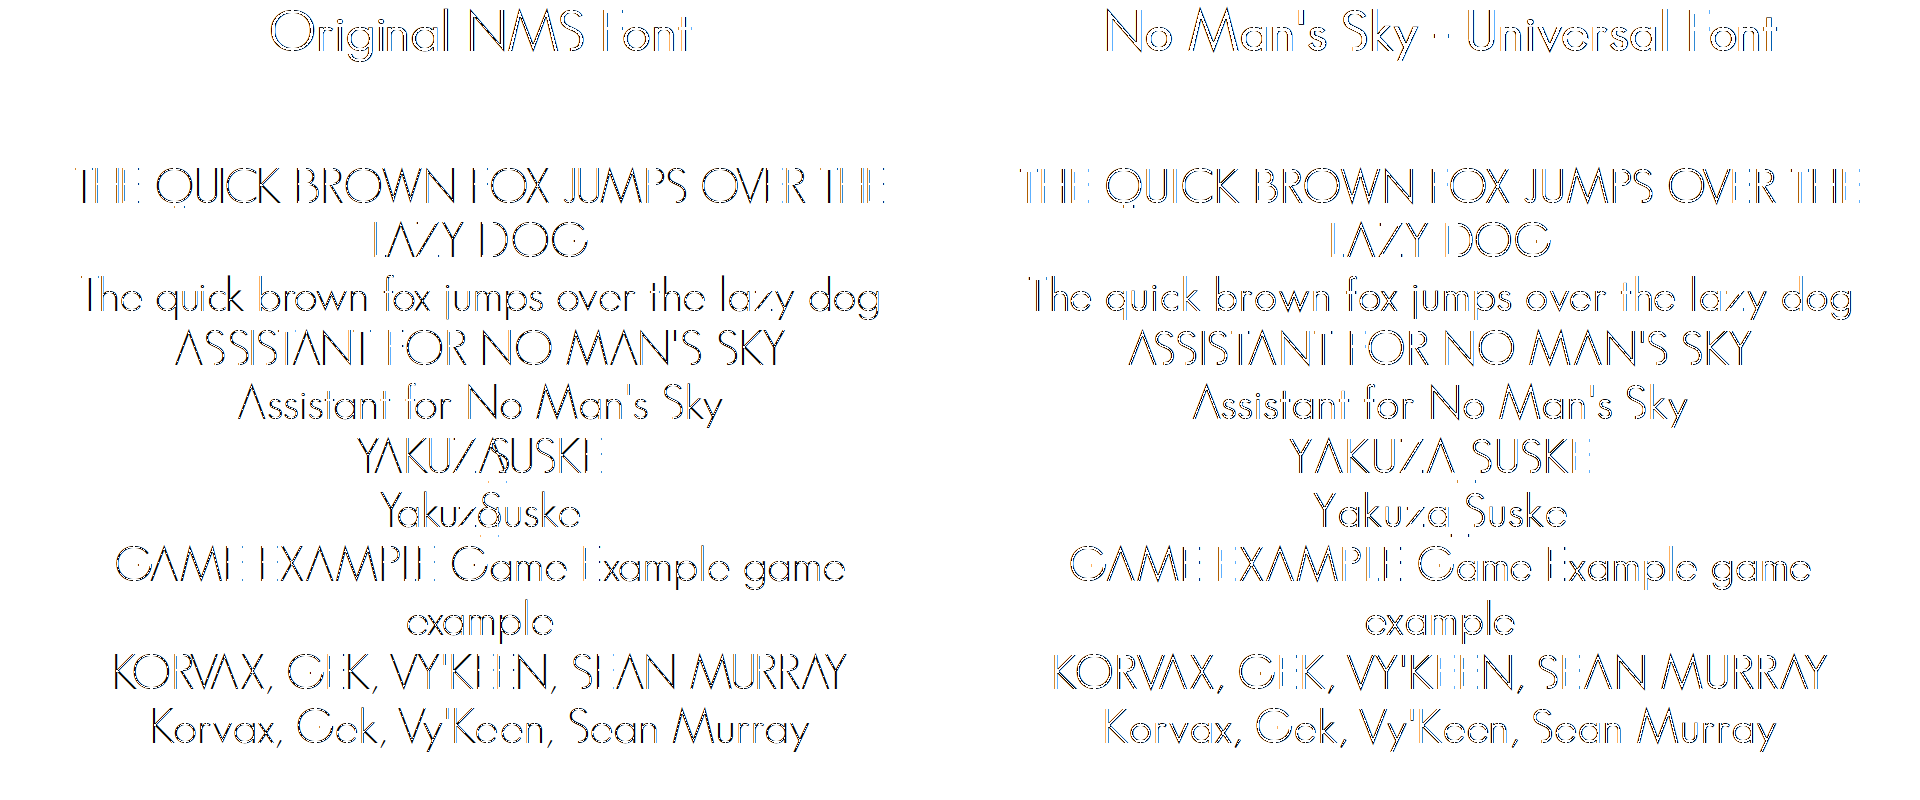 Original NMS Font
THE QUICK BROWN FOX JUMPS OVER THE
LAZY DOG
The quick brown fox jumps over the lazy dog
ASSISTANT FOR NO MAN'S SKY
Assistant for No Man's Sky
YAKUZA SUSKE
Yakuza Suske
GAME EXAMPLE Game Example game
example
KORVAX, GEK, VY'KEEN, SEAN MURRAY
Korvax, Gek, Vy'Keen, Sean Murray
No Man's Sky - Universal Font
THE QUICK BROWN FOX JUMPS OVER THE
LAZY DOG
The quick brown fox jumps over the lazy dog
ASSISTANT FOR NO MAN'S SKY
Assistant for No Man's Sky
YAKUZA_SUSKE
Yakuza_Suske
GAME EXAMPLE Game Example game
example
KORVAX, GEK, VY'KEEN, SEAN MURRAY
Korvax, Gek, Vy'Keen, Sean Murray